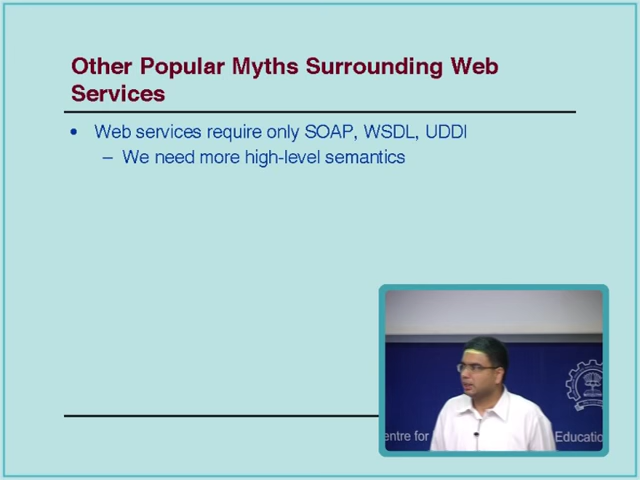 Other Popular Myths Surrounding Web
Services
• Web services require only SOAP, WSDL, UDDI
– We need more high-level semantics
entre for
Educatio